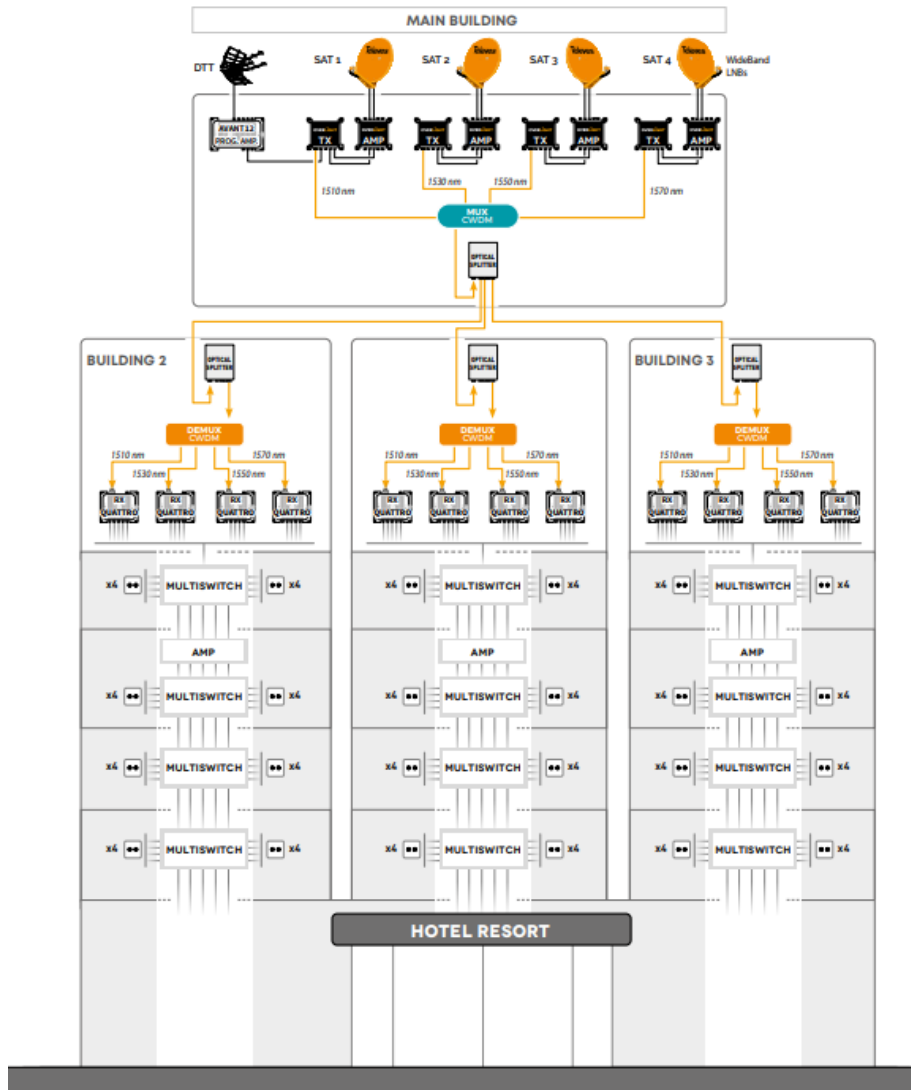 MAIN BUILDING
DTT
SAT 1
SAT 2
SAT 3
SAT 4
WideBand
LNBs
Televes
Televes
Televes
Televes
AVANT12
PROG. AMP.
TX
AMP
TX
AMP
TX
AMP
TX
AMP
1510 nm
1530 nm
1550 nm
1570 nm
MUX
CWDM
OPTICAL
SPLITTER
BUILDING 2
OPTICAL
SPLITTER
OPTICAL
SPLITTER
BUILDING 3
OPTICAL
SPLITTER
DEMUX
CWDM
DEMUX
CWDM
DEMUX
CWDM
1510 nm
1570 nm
1530 nm
1550 nm
1510 nm
1570 nm
1530 nm
1550 nm
1510 nm
1570 nm
1530 nm
1550 nm
RX
QUATTRO
RX
QUATTRO
RX
QUATTRO
RX
QUATTRO
RX
QUATTRO
RX
QUATTRO
RX
QUATTRO
RX
QUATTRO
RX
QUATTRO
RX
QUATTRO
RX
QUATTRO
RX
QUATTRO
x4 MULTISWITCH x4
x4 MULTISWITCH x4
x4 MULTISWITCH x4
AMP
AMP
AMP
x4 MULTISWITCH x4
x4 MULTISWITCH x4
x4 MULTISWITCH x4
x4 MULTISWITCH x4
x4 MULTISWITCH x4
x4 MULTISWITCH x4
x4 MULTISWITCH x4
x4 MULTISWITCH x4
x4 MULTISWITCH x4
HOTEL RESORT